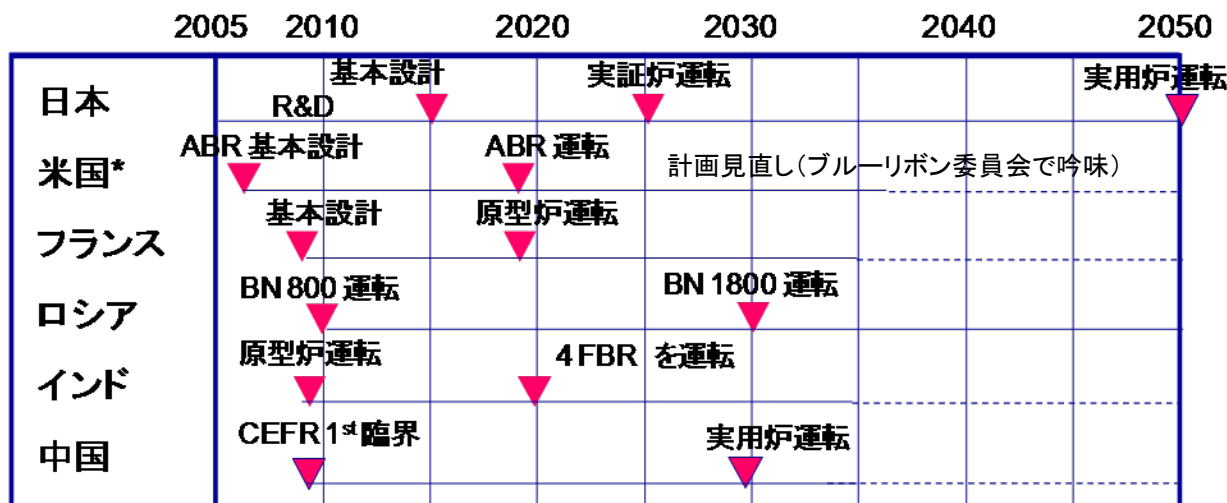 2005 2010 2020 2030 2040 2050
日本 R&D 基本設計 実証炉運転 実用炉運転
米国* ABR 基本設計 ABR 運転 計画見直し（ブルーリボン委員会で吟味）
フランス 基本設計 原型炉運転
ロシア BN 800 運転 BN 1800 運転
インド 原型炉運転 4 FBR を運転
中国 CEFR 1st 臨界 実用炉運転